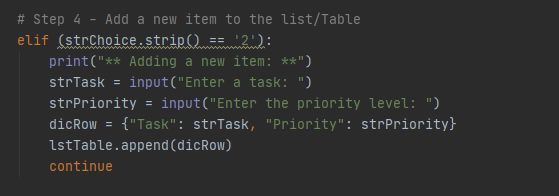 # Step 4 - Add a new item to the list/Table
elif (strChoice.strip() == '2'):
    print("** Adding a new item: **")
    strTask = input("Enter a task: ")
    strPriority = input("Enter the priority level: ")
    dicRow = {"Task": strTask, "Priority": strPriority}
    lstTable.append(dicRow)
    continue